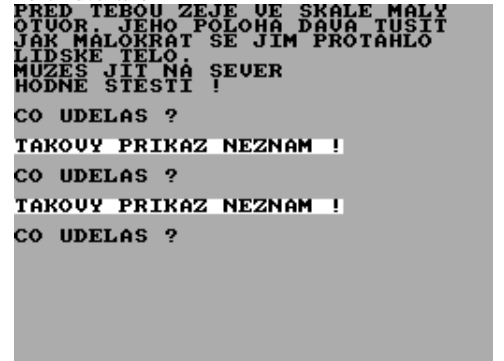 PRED TEBOU ZEJE VE SKALE MALY
OTVOR. JEHO POLOHA DAVA TUSIT
JAK MALOKRAT SE JIM PROTAHLO
LIDSKE TELO.
MUZES JIT NA SEVER
HODNE STESTI !
CO UDELAS ?
TAKOVY PRIKAZ NEZNAM !
CO UDELAS ?
TAKOVY PRIKAZ NEZNAM !
CO UDELAS ?